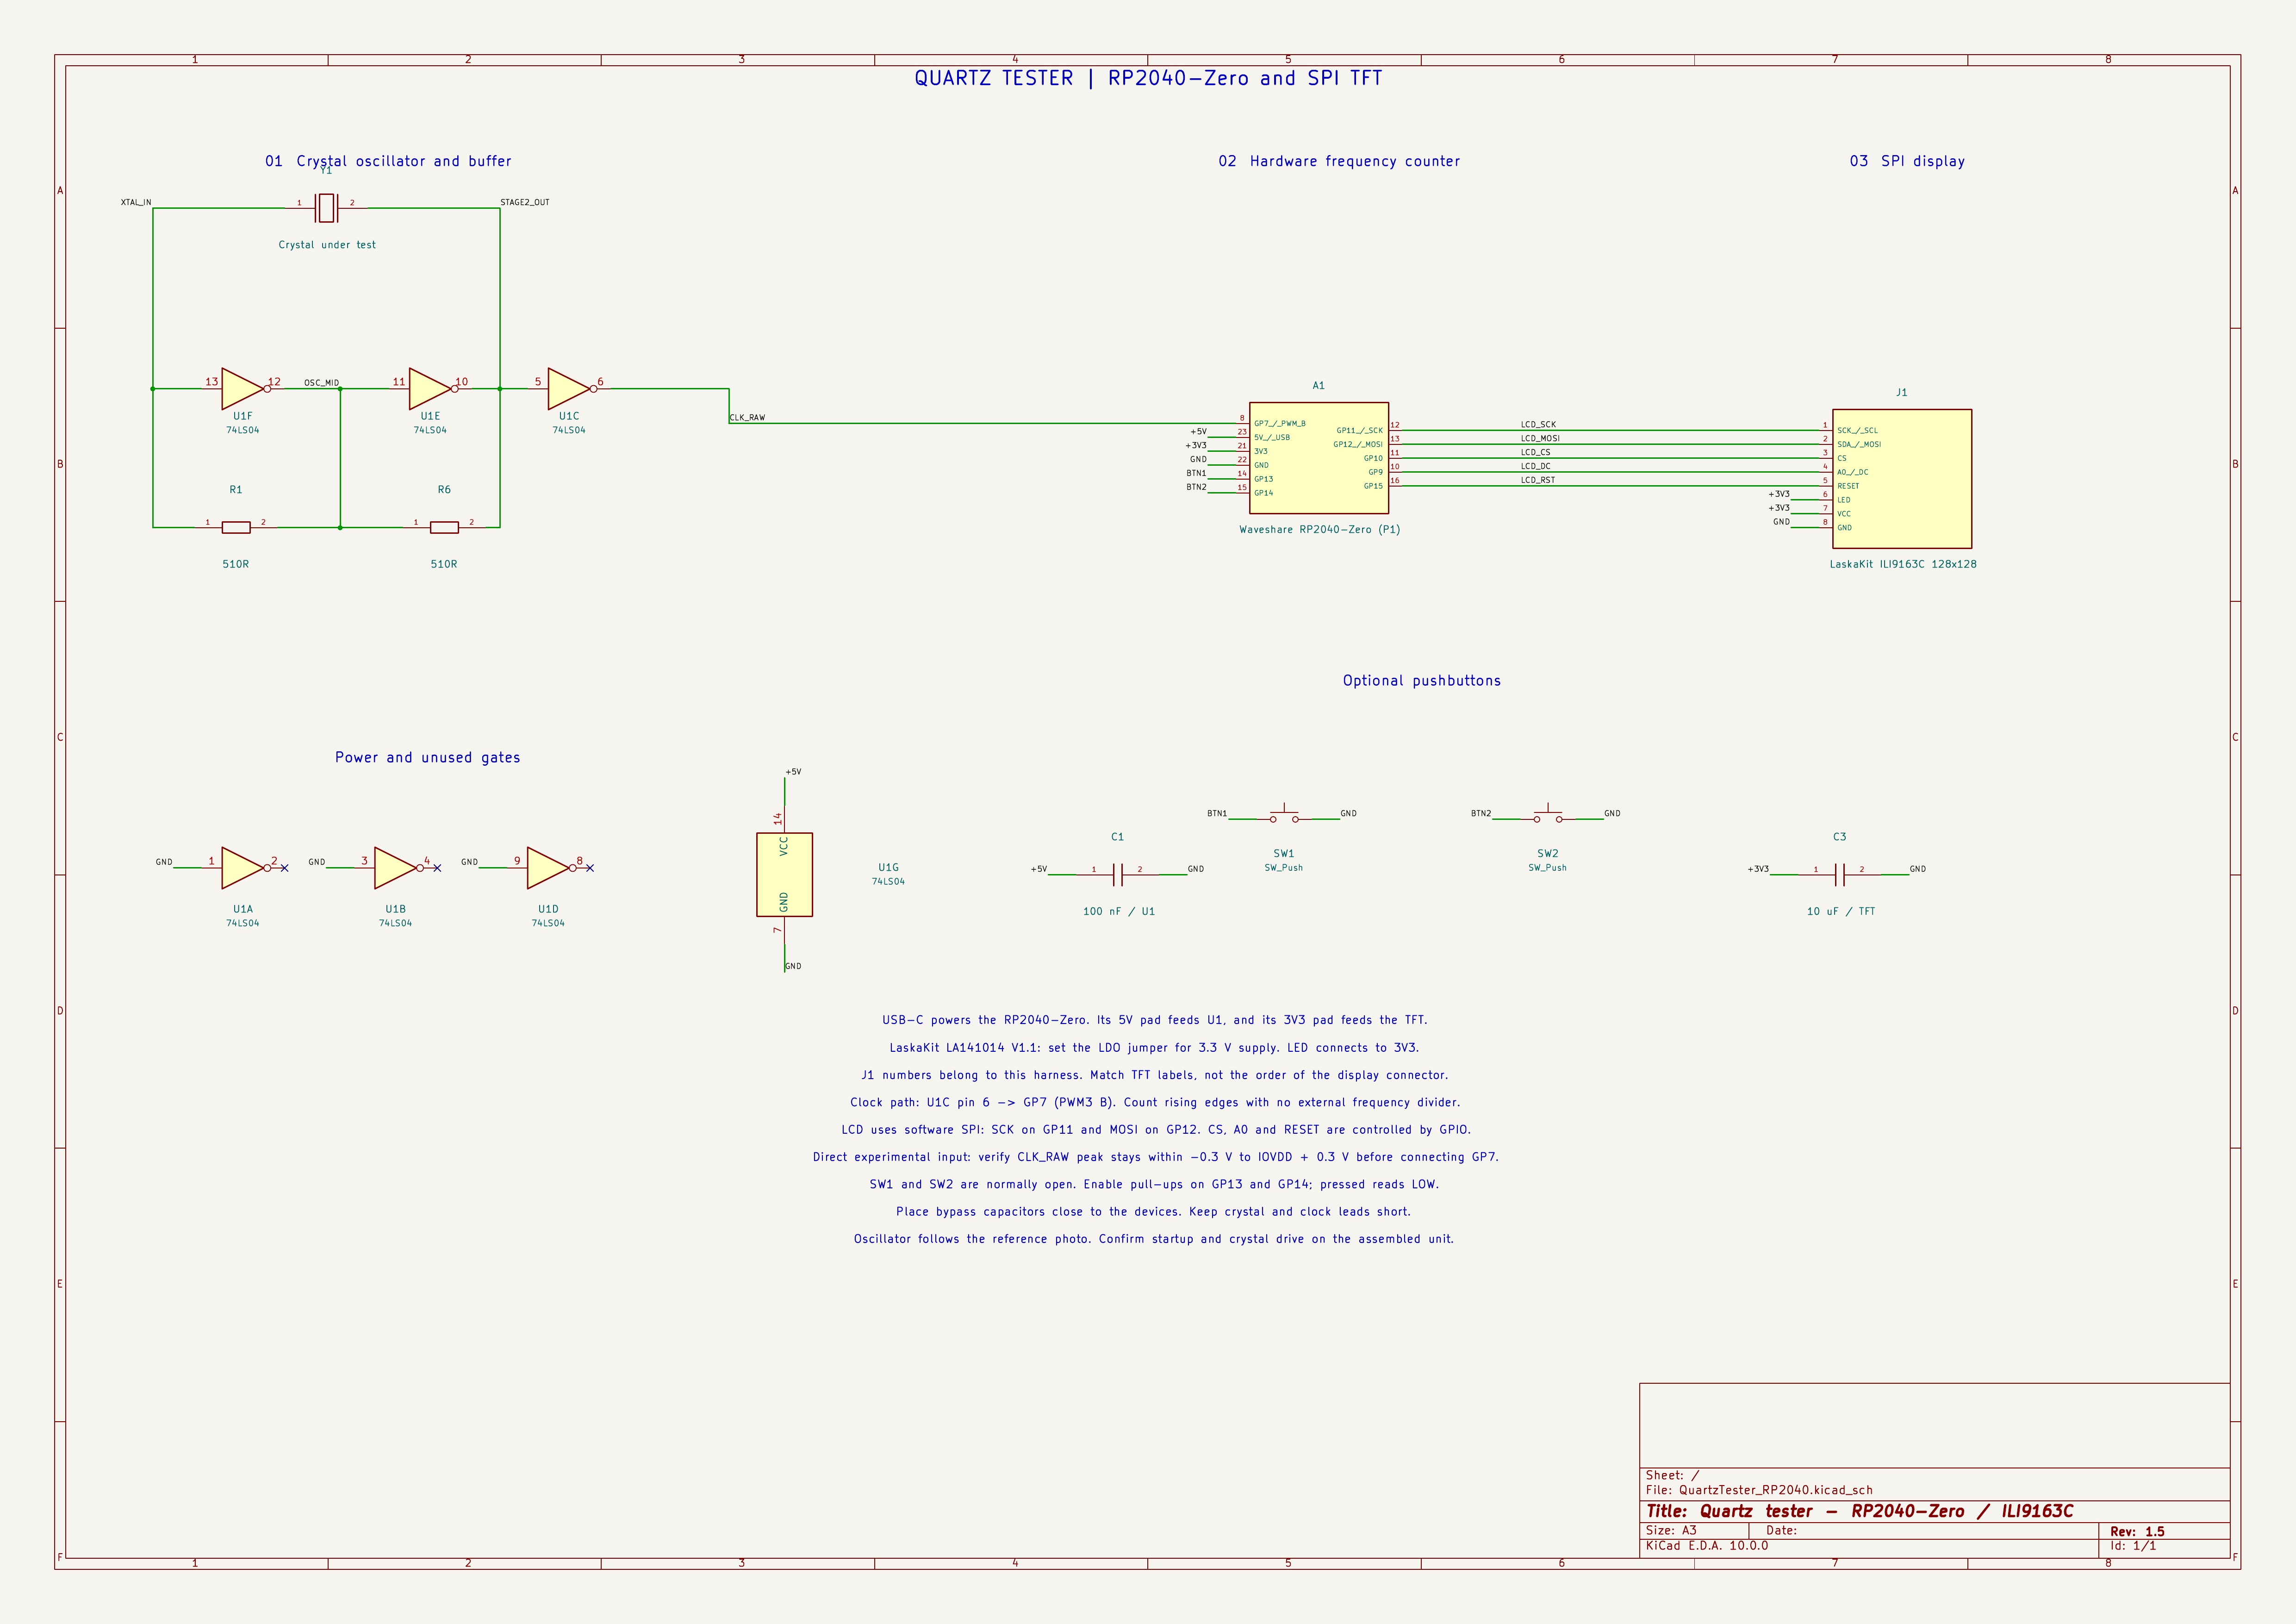 1 2 3 4 5 6 7 8
QUARTZ TESTER | RP2040-Zero and SPI TFT
01 Crystal oscillator and buffer
02 Hardware frequency counter
03 SPI display
A A
Y1
XTAL_IN 1 2 STAGE2_OUT
Crystal under test
13 12 OSC_MID 11 10 5 6
U1F U1E U1C
74LS04 74LS04 74LS04
CLK_RAW
R1 R6
1 2 1 2
510R 510R
A1
8 GP7_/_PWM_B
+5V 23 5V_/_USB
+3V3 21 3V3
GND 22 GND
BTN1 14 GP13
BTN2 15 GP14
GP11_/_SCK 12 LCD_SCK
GP12_/_MOSI 13 LCD_MOSI
GP10 11 LCD_CS
GP9 10 LCD_DC
GP15 16 LCD_RST
Waveshare RP2040-Zero (P1)
J1
1 SCK_/_SCL
2 SDA_/_MOSI
3 CS
4 A0_/_DC
5 RESET
+3V3 6 LED
+3V3 7 VCC
GND 8 GND
LaskaKit ILI9163C 128x128
B B
Optional pushbuttons
C C
Power and unused gates
GND 1 2
U1A
74LS04
GND 3 4
U1B
74LS04
GND 9 8
U1D
74LS04
+5V
14
VCC
GND
7
GND
U1G
74LS04
C1
+5V 1 2 GND
100 nF / U1
BTN1 GND
SW1
SW_Push
BTN2 GND
SW2
SW_Push
C3
+3V3 1 2 GND
10 uF / TFT
D D
USB-C powers the RP2040-Zero. Its 5V pad feeds U1, and its 3V3 pad feeds the TFT.
LaskaKit LA141014 V1.1: set the LDO jumper for 3.3 V supply. LED connects to 3V3.
J1 numbers belong to this harness. Match TFT labels, not the order of the display connector.
Clock path: U1C pin 6 -> GP7 (PWM3 B). Count rising edges with no external frequency divider.
LCD uses software SPI: SCK on GP11 and MOSI on GP12. CS, A0 and RESET are controlled by GPIO.
Direct experimental input: verify CLK_RAW peak stays within -0.3 V to IOVDD + 0.3 V before connecting GP7.
SW1 and SW2 are normally open. Enable pull-ups on GP13 and GP14; pressed reads LOW.
Place bypass capacitors close to the devices. Keep crystal and clock leads short.
Oscillator follows the reference photo. Confirm startup and crystal drive on the assembled unit.
E E
Sheet: /
File: QuartzTester_RP2040.kicad_sch
Title: Quartz tester - RP2040-Zero / ILI9163C
Size: A3 Date: Rev: 1.5
KiCad E.D.A. 10.0.0 Id: 1/1
F F
1 2 3 4 5 6 7 8